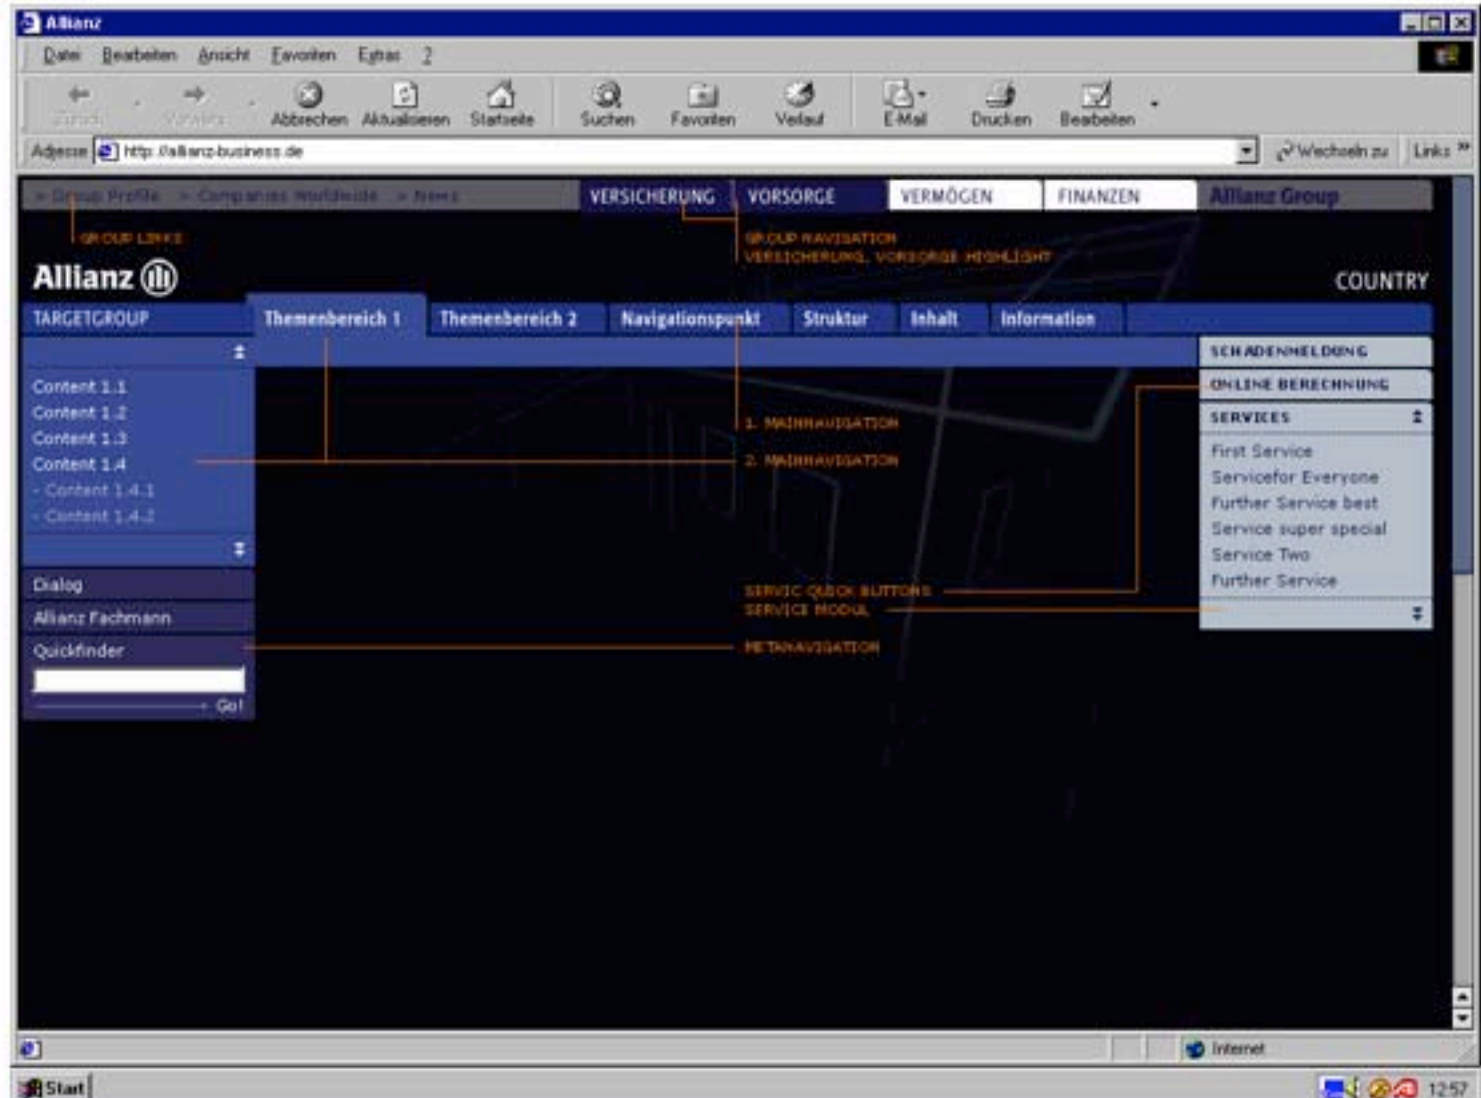 Allianz
Datei Bearbeiten Ansicht Favoriten Extras ?
Zurück Vorwärts Abbrechen Aktualisieren Startseite Suchen Favoriten Verlauf E-Mail Drucken Bearbeiten
Adresse http://allianz-business.de Wechseln zu Links »
> Group Profile > Companies Worldwide > News VERSICHERUNG VORSORGE VERMÖGEN FINANZEN Allianz Group
GROUP LINKS GROUP NAVIGATION
VERSICHERUNG, VORSORGE HIGHLIGHT
Allianz COUNTRY
TARGETGROUP Themenbereich 1 Themenbereich 2 Navigationspunkt Struktur Inhalt Information
SCHADENMELDUNG
Content 1.1 ONLINE BERECHNUNG
Content 1.2 SERVICES
1. MAINNAVIGATION
Content 1.3 First Service
Content 1.4 2. MAINNAVIGATION Servicefor Everyone
- Content 1.4.1 Further Service best
- Content 1.4.2 Service super special
Service Two
Dialog SERVIC QUICK BUTTONS Further Service
Allianz Fachmann SERVICE MODUL
Quickfinder METANAVIGATION
Go!
Internet
Start 12:57